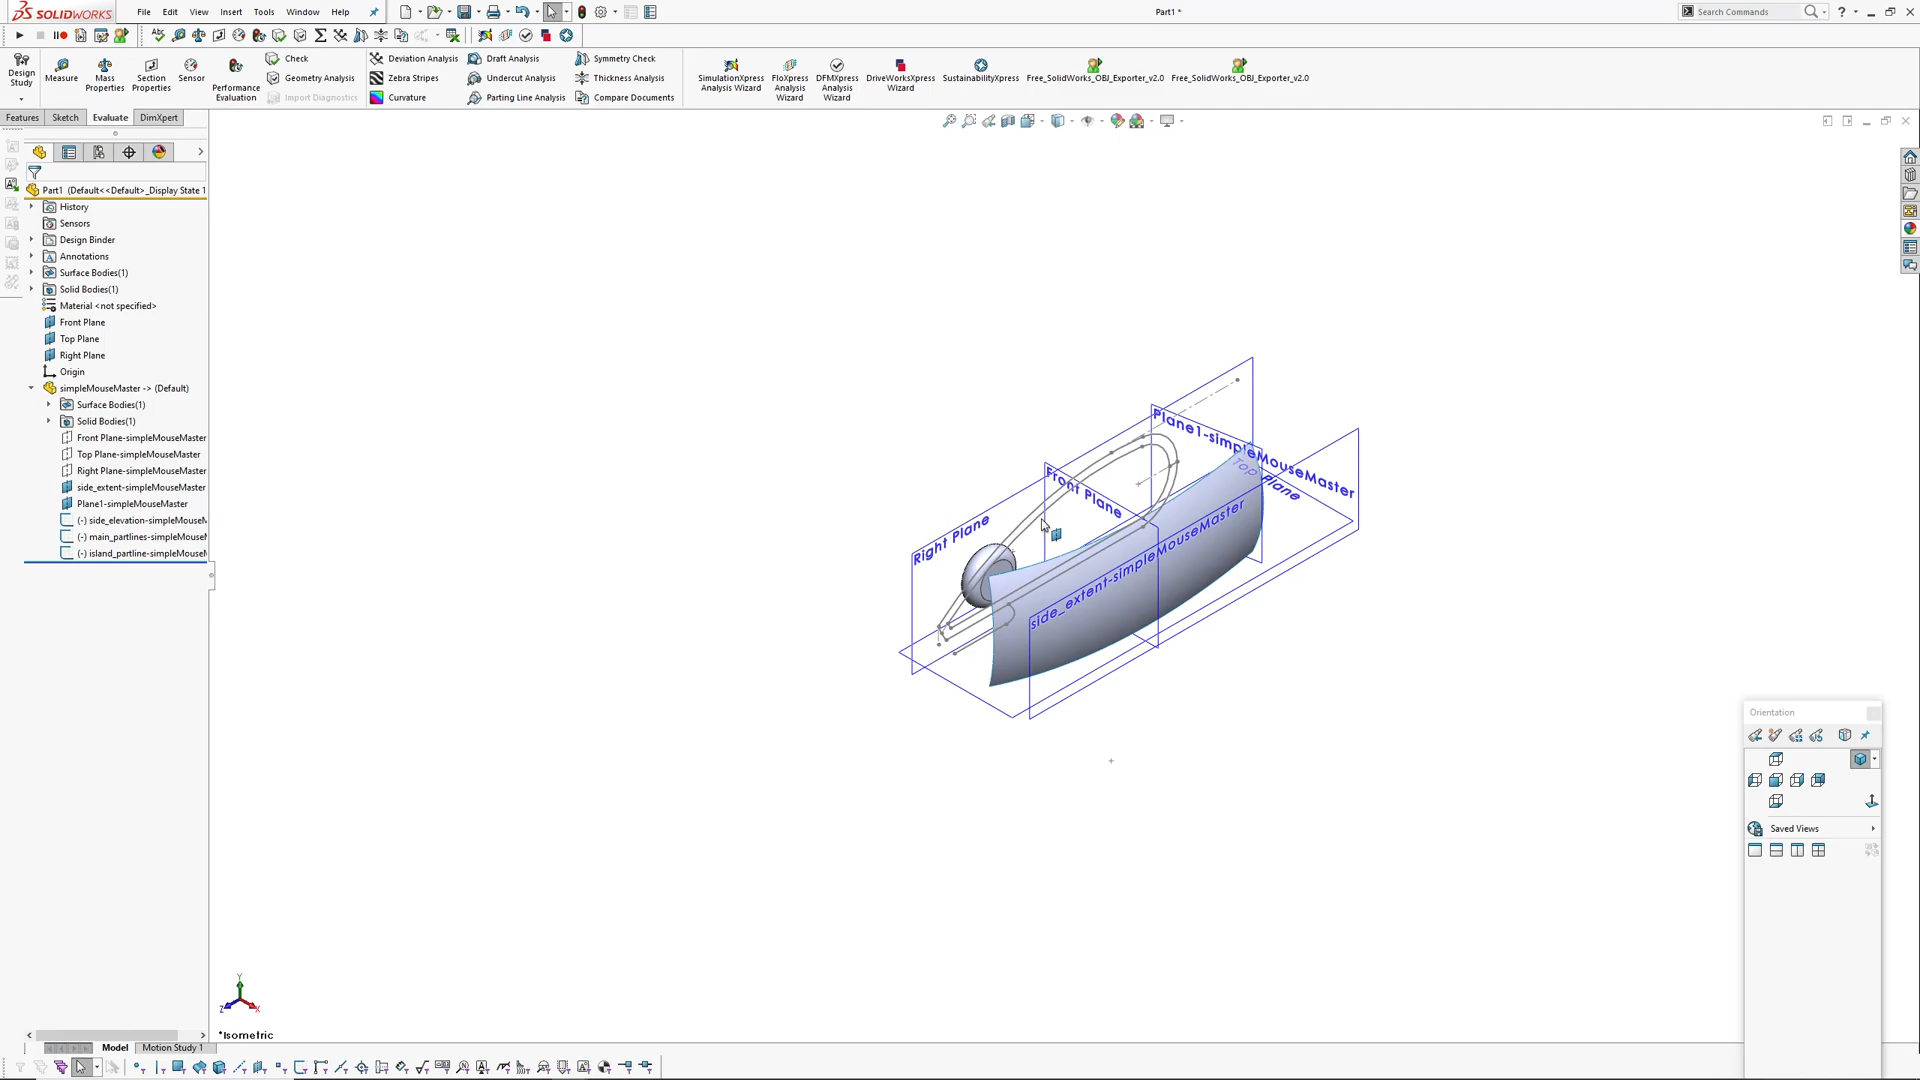 SOLIDWORKS File Edit View Insert Tools Window Help Part1 * Search Commands
Design Study Measure Mass Properties Section Properties Sensor Performance Evaluation
Check
Geometry Analysis
Import Diagnostics
Deviation Analysis
Zebra Stripes
Curvature
Draft Analysis
Undercut Analysis
Parting Line Analysis
Symmetry Check
Thickness Analysis
Compare Documents
SimulationXpress Analysis Wizard
FloXpress Analysis Wizard
DFMXpress Analysis Wizard
DriveWorksXpress Wizard
SustainabilityXpress
Free_SolidWorks_OBJ_Exporter_v2.0
Free_SolidWorks_OBJ_Exporter_v2.0
Features Sketch Evaluate DimXpert
Part1 (Default<<Default>_Display State 1
History
Sensors
Design Binder
Annotations
Surface Bodies(1)
Solid Bodies(1)
Material <not specified>
Front Plane
Top Plane
Right Plane
Origin
simpleMouseMaster -> (Default)
Surface Bodies(1)
Solid Bodies(1)
Front Plane-simpleMouseMaster
Top Plane-simpleMouseMaster
Right Plane-simpleMouseMaster
side_extent-simpleMouseMaster
Plane1-simpleMouseMaster
(-) side_elevation-simpleMouseM
(-) main_partlines-simpleMouseM
(-) island_partline-simpleMouseM
Plane1-simpleMouseMaster
Top Plane
Front Plane
Right Plane
side_extent-simpleMouseMaster
Orientation
Saved Views
Y
Z
X
*Isometric
Model Motion Study 1